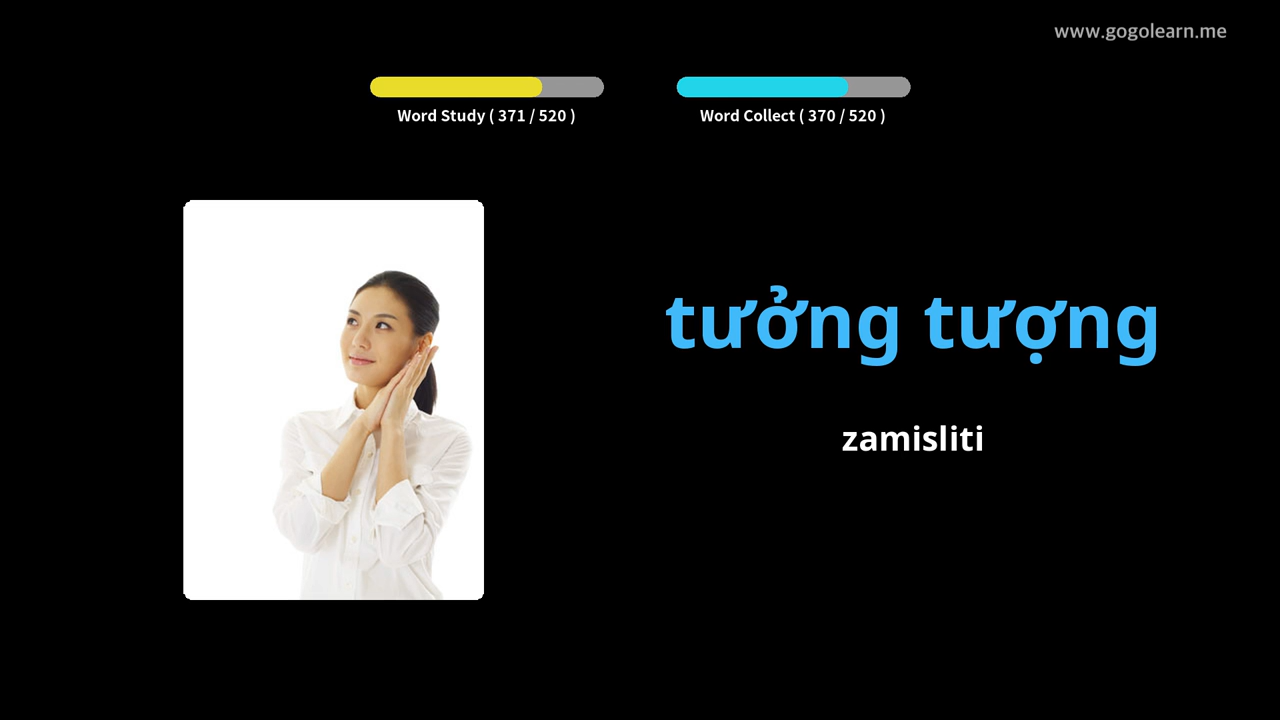 www.gogolearn.me
Word Study ( 371 / 520 )
Word Collect ( 370 / 520 )
tưởng tượng
zamisliti